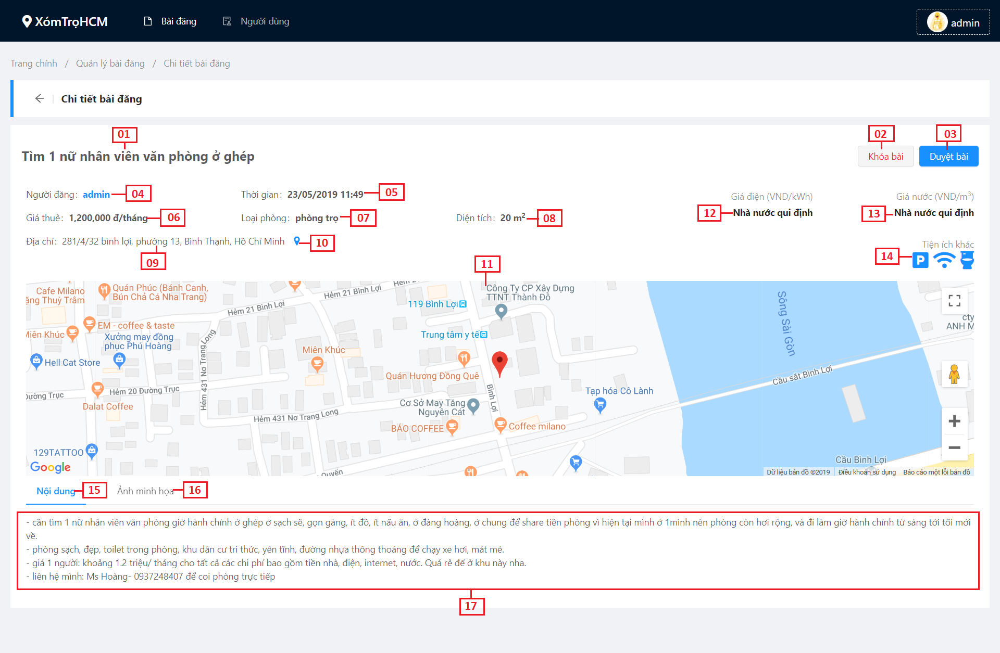 XómTrọHCM
Bài đăng
Người dùng
admin
Trang chính / Quản lý bài đăng / Chi tiết bài đăng
Chi tiết bài đăng
01
02
03
Tìm 1 nữ nhân viên văn phòng ở ghép
Khóa bài
Duyệt bài
Người đăng: admin
04
Thời gian: 23/05/2019 11:49
05
Giá điện (VND/kWh)
Giá nước (VND/m³)
12
Nhà nước qui định
13
Nhà nước qui định
Giá thuê: 1,200,000 đ/tháng
06
Loại phòng: phòng trọ
07
Diện tích: 20 m²
08
Địa chỉ: 281/4/32 bình lợi, phường 13, Bình Thạnh, Hồ Chí Minh
10
09
Tiện ích khác
14
P
11
Cafe Milano
ặng Thuỳ Trâm
Quán Phúc (Bánh Canh,
Bún Chả Cá Nha Trang)
Hẻm 21 Bình Lợi
Hẻm 21 Bình Lợi
Hẻm 2
119 Bình Lợi
Công Ty CP Xây Dựng
TTNT Thành Đô
Sông Sài Gòn
cty
ANH M
EM - coffee & taste
Miên Khúc
Xưởng may đồng
phục Phú Hoàng
Hẻm 431 Nơ Trang Long
Trung tâm y tế
Miên Khúc
Hell Cat Store
Quán Hương Đồng Quê
Cầu sắt Bình Lợi
Bình Lợi
Tạp hóa Cô Lành
Đường Trục
Hẻm 20 Đường Trục
Dalat Coffee
Cơ Sở May Tăng
Nguyên Cát
Hẻm 431 Nơ Trang Long
BÁO COFFEE
Coffee milano
129TATTOO
Google
Quyến
Cầu Bình Lợi
Dữ liệu bản đồ ©2019
Điều khoản sử dụng
Báo cáo một lỗi bản đồ
Nội dung
15
Ảnh minh họa
16
- cần tìm 1 nữ nhân viên văn phòng giờ hành chính ở ghép ở sạch sẽ, gọn gàng, ít đồ, ít nấu ăn, ở đàng hoàng, ở chung để share tiền phòng vì hiện tại mình ở 1mình nên phòng còn hơi rộng, và đi làm giờ hành chính từ sáng tới tối mới
về.
- phòng sạch, đẹp, toilet trong phòng, khu dân cư tri thức, yên tĩnh, đường nhựa thông thoáng để chạy xe hơi, mát mẻ.
- giá 1 người: khoảng 1.2 triệu/ tháng cho tất cả các chi phí bao gồm tiền nhà, điện, internet, nước. Quá rẻ để ở khu này nha.
- liên hệ mình: Ms Hoàng- 0937248407 để coi phòng trực tiếp
17